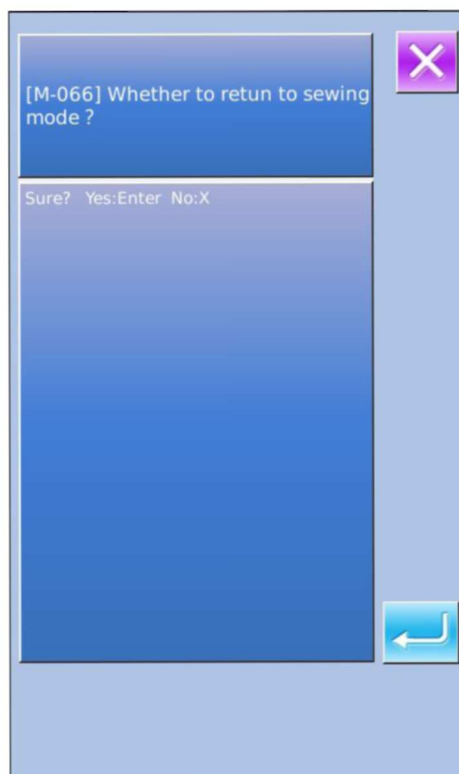 [M-066] Whether to retun to sewing
mode ?
Sure? Yes:Enter No:X